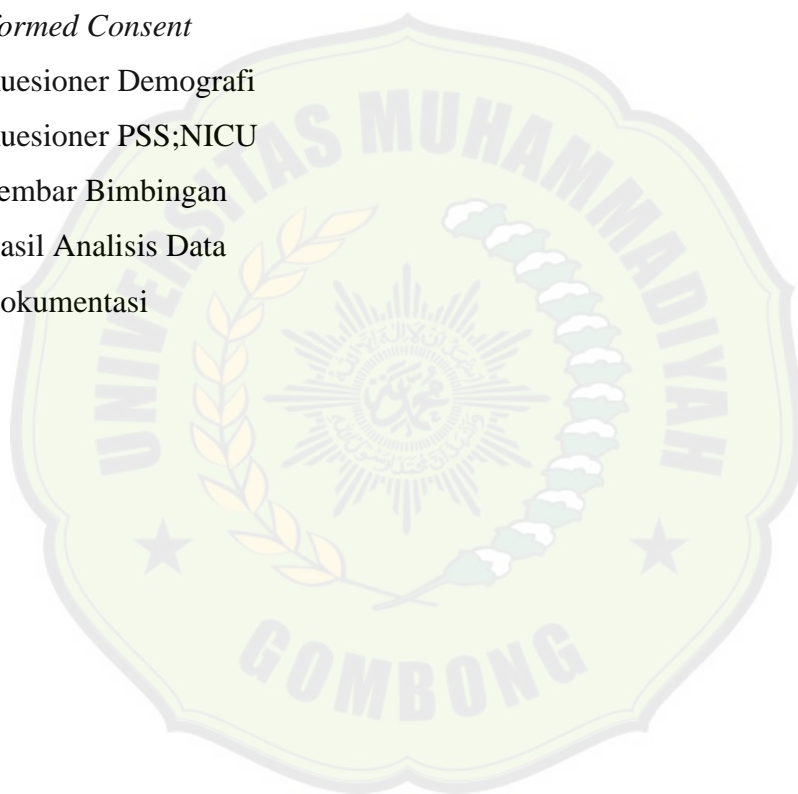 formed Consent
uesioner Demografi
uesioner PSS;NICU
embar Bimbingan
asil Analisis Data
okumentasi
UNIVERSITAS MUHAMMADIYAH
GOMBONG